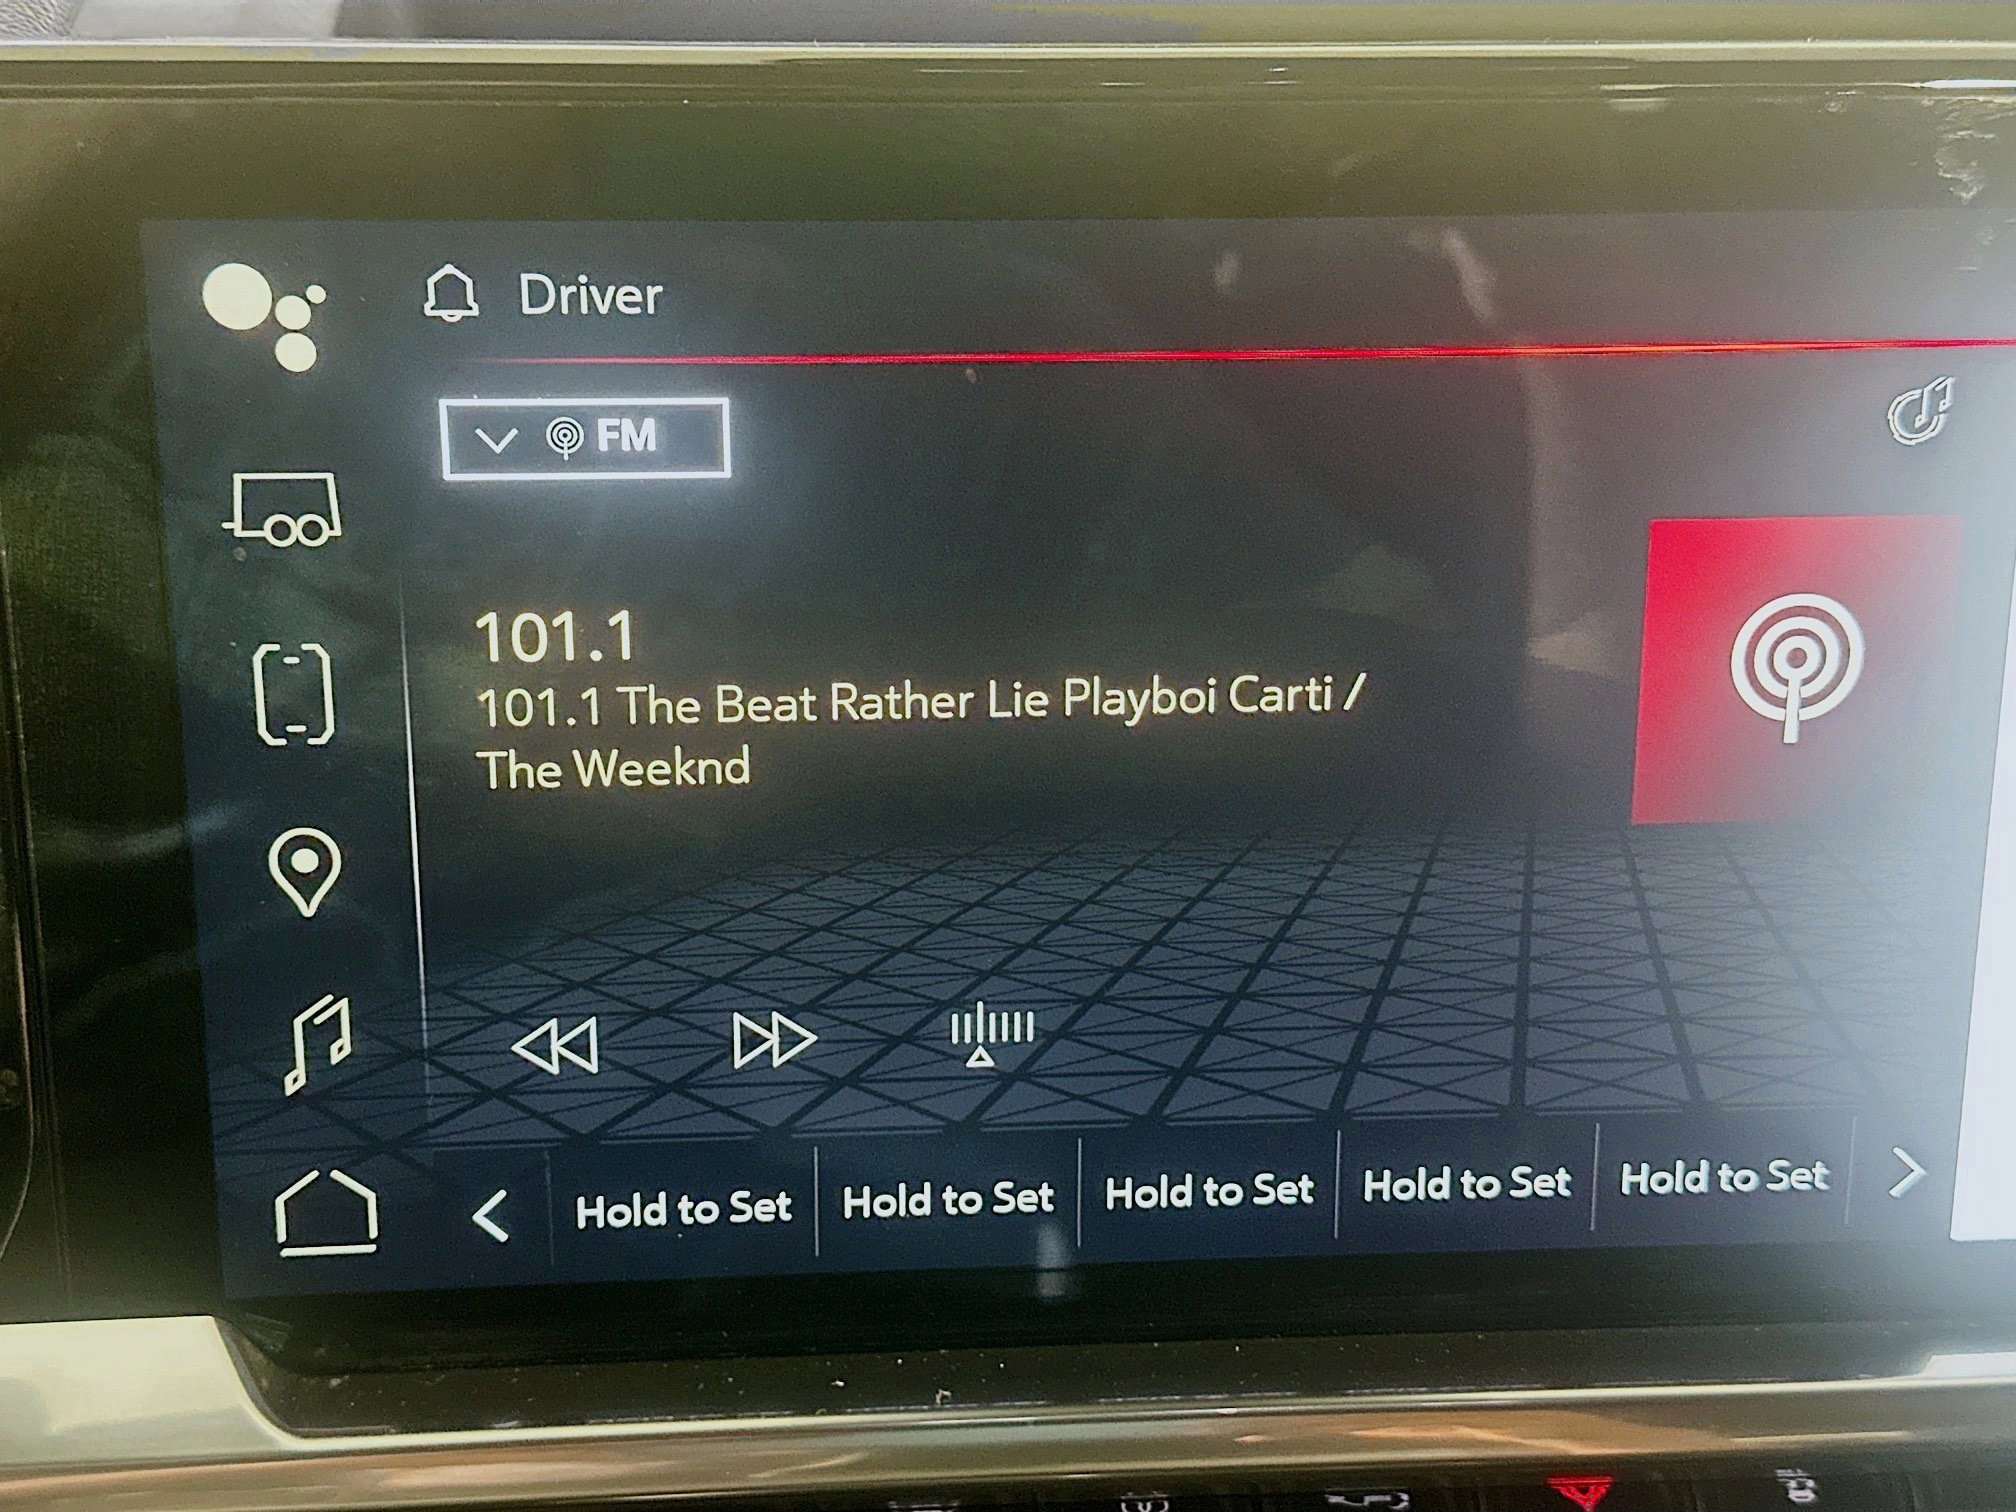 Driver
FM
101.1
101.1 The Beat Rather Lie Playboi Carti /
The Weeknd
Hold to Set Hold to Set Hold to Set Hold to Set Hold to Set